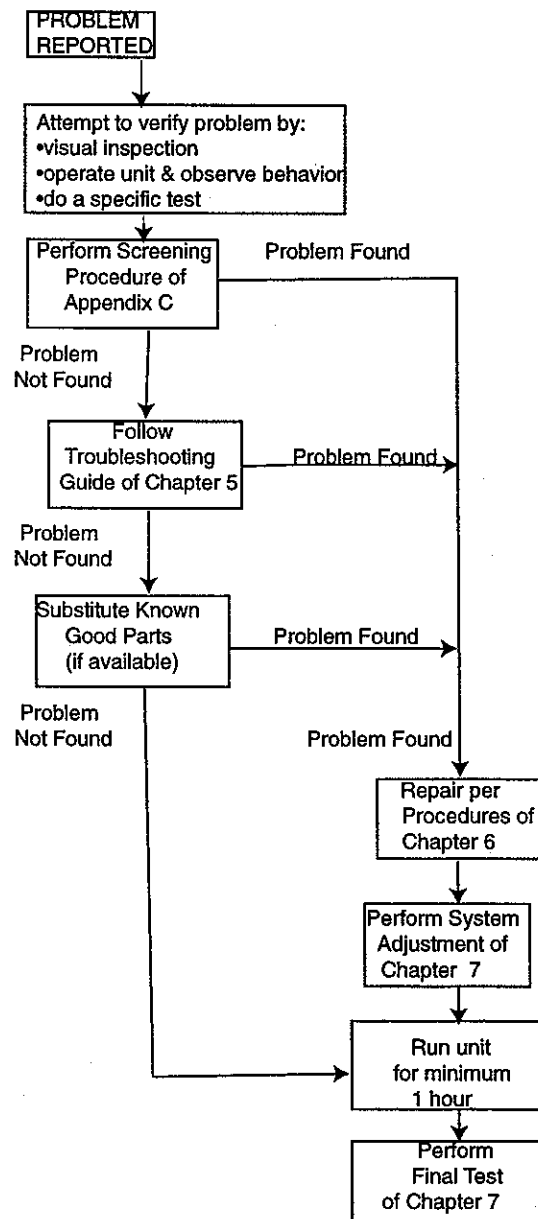 PROBLEM
REPORTED
Attempt to verify problem by:
•visual inspection
•operate unit & observe behavior
•do a specific test
Perform Screening
Procedure of
Appendix C
Problem Found
Problem
Not Found
Follow
Troubleshooting
Guide of Chapter 5
Problem Found
Problem
Not Found
Substitute Known
Good Parts
(if available)
Problem Found
Problem
Not Found
Problem Found
Repair per
Procedures of
Chapter 6
Perform System
Adjustment of
Chapter 7
Run unit
for minimum
1 hour
Perform
Final Test
of Chapter 7